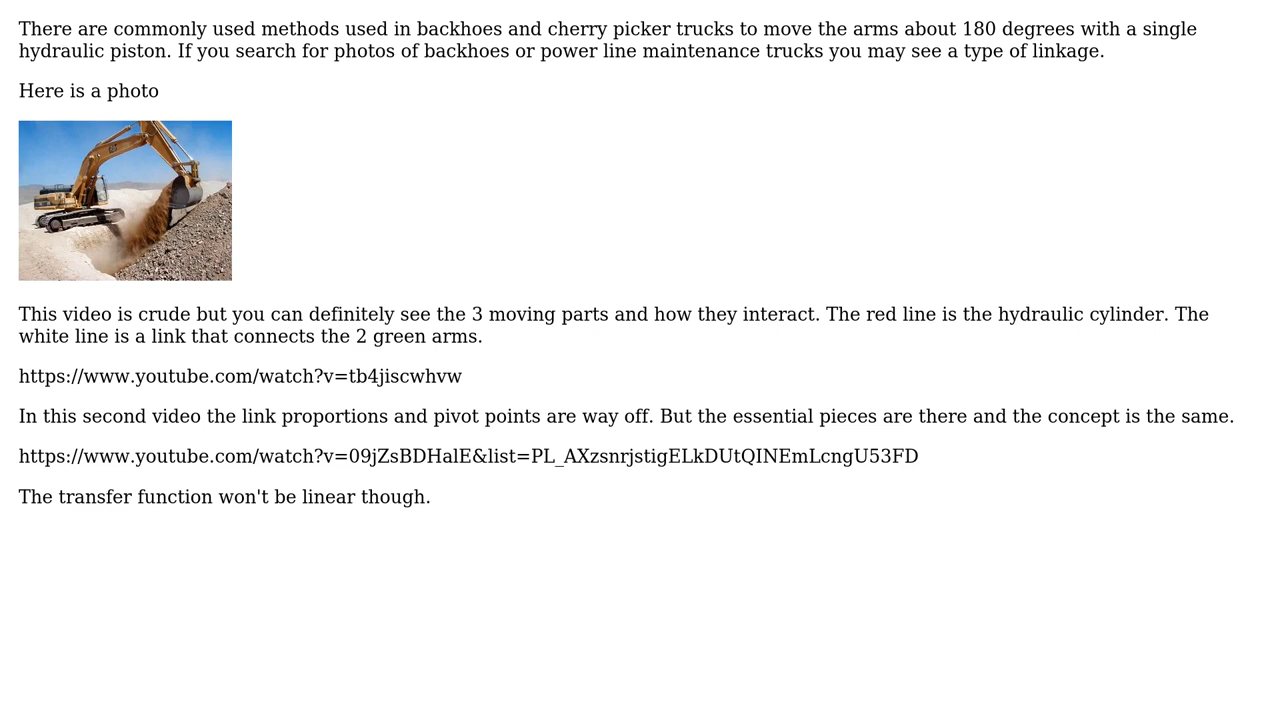 There are commonly used methods used in backhoes and cherry picker trucks to move the arms about 180 degrees with a single
hydraulic piston. If you search for photos of backhoes or power line maintenance trucks you may see a type of linkage.
Here is a photo
This video is crude but you can definitely see the 3 moving parts and how they interact. The red line is the hydraulic cylinder. The
white line is a link that connects the 2 green arms.
https://www.youtube.com/watch?v=tb4jiscwhvw
In this second video the link proportions and pivot points are way off. But the essential pieces are there and the concept is the same.
https://www.youtube.com/watch?v=09jZsBDHalE&list=PL_AXzsnrjstigELkDUtQINEmLcngU53FD
The transfer function won't be linear though.